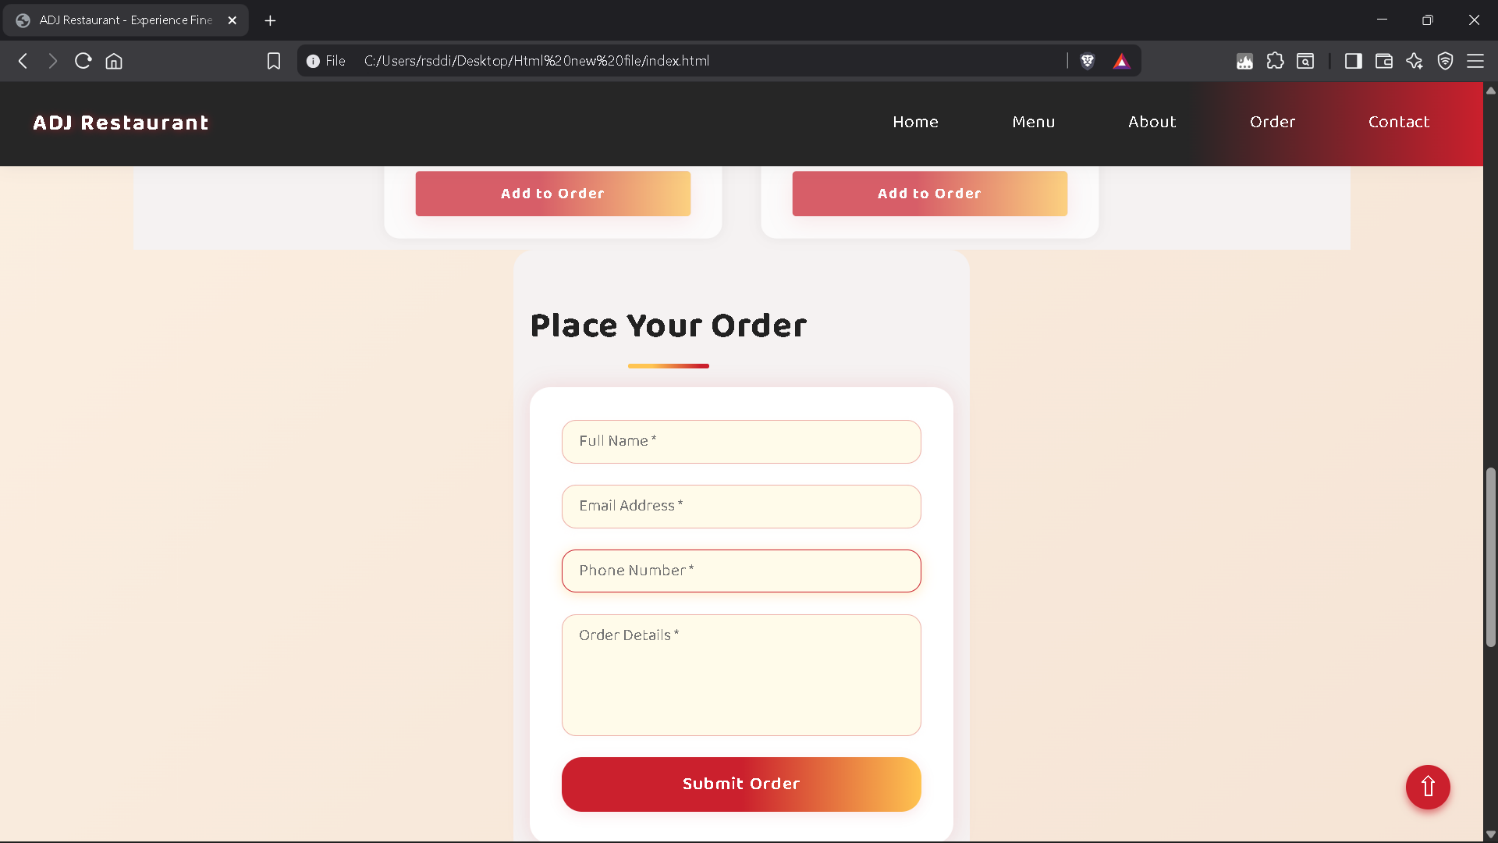 ADJ Restaurant - Experience Fine
File C:/Users/rsddi/Desktop/Html%20new%20file/index.html
ADJ Restaurant
Home Menu About Order Contact
Add to Order Add to Order
Place Your Order
Full Name *
Email Address *
Phone Number *
Order Details *
Submit Order